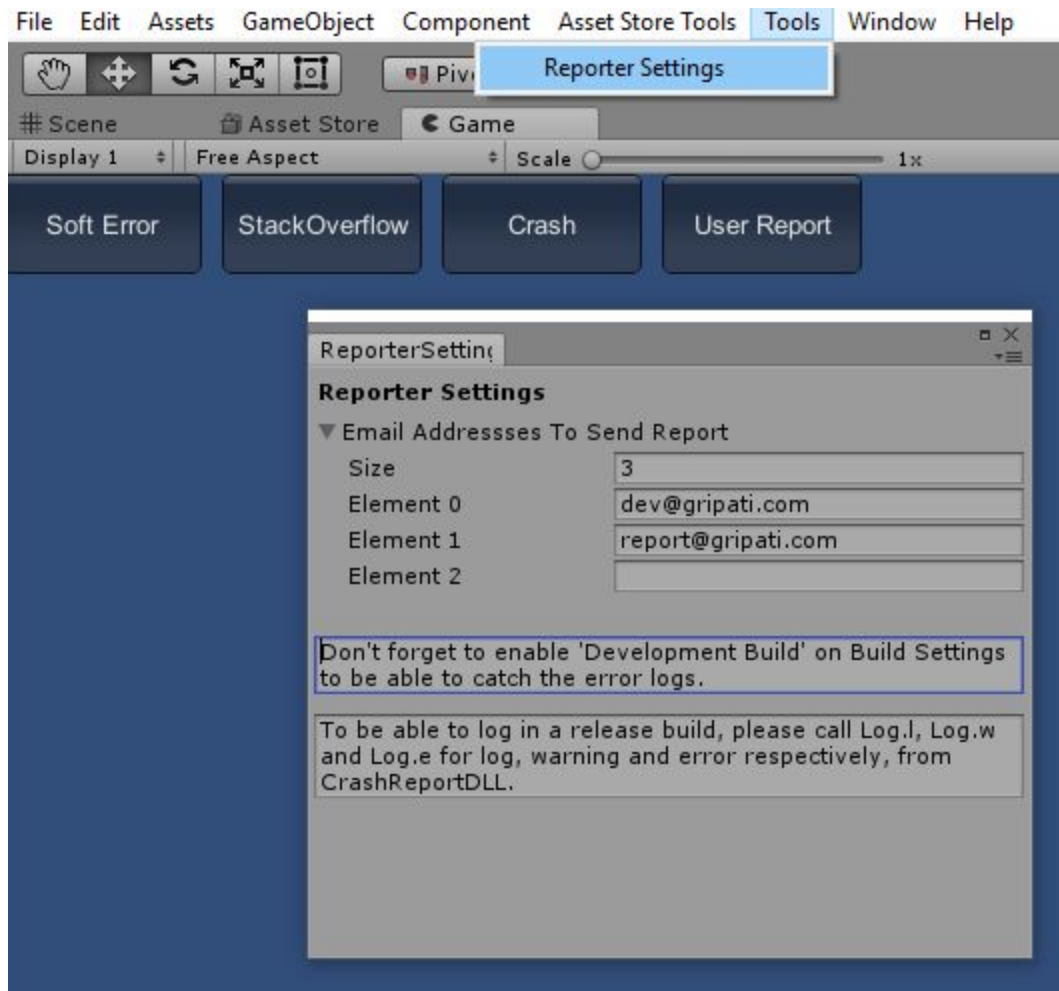 File Edit Assets GameObject Component Asset Store Tools Tools Window Help
Reporter Settings
Scene Asset Store Game
Display 1 Free Aspect Scale 1x
Soft Error StackOverflow Crash User Report
ReporterSetting
Reporter Settings
Email Addressses To Send Report
Size 3
Element 0 dev@gripati.com
Element 1 report@gripati.com
Element 2
Don't forget to enable 'Development Build' on Build Settings
to be able to catch the error logs.
To be able to log in a release build, please call Log.l, Log.w
and Log.e for log, warning and error respectively, from
CrashReportDLL.